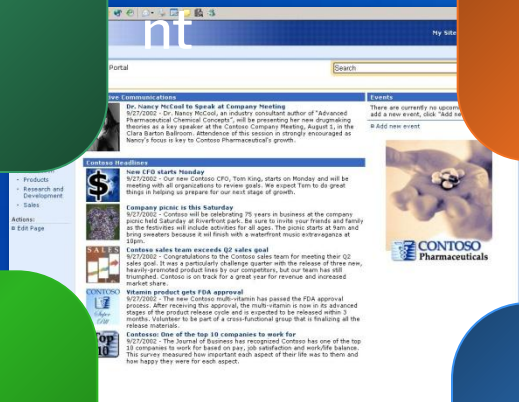 nt
My Site
Portal
Search
ve Communications
Dr. Nancy McCool to Speak at Company Meeting
9/27/2002 - Dr. Nancy McCool, an industry consultant author of "Advanced
Pharmaceutical Chemical Concepts", will be presenting her new drugmaking
theories as a key speaker at the Contoso Company Meeting, August 1, in the
Clara Barton Ballroom. Attendence of this session in strongly encouraged as
Nancy's focus is key to Contoso Pharmaceutical's growth.
Contoso Headlines
New CFO starts Monday
9/27/2002 - Our new Contoso CFO, Tom King, starts on Monday and will be
meeting with all organizations to review goals. We expect Tom to do great
things in helping us prepare for our next stage of growth.
Company picnic is this Saturday
9/27/2002 - Contoso will be celebrating 75 years in business at the company
picnic held Saturday at Riverfront park. Be sure to invite your friends and family
as the festivities will include activities for all ages. The picnic starts at 9am and
bring sweaters because it will finish with a waterfront music extravaganza at
10pm.
SALES
Contoso sales team exceeds Q2 sales goal
9/27/2002 - Congratulations to the Contoso sales team for meeting their Q2
sales goal. It was a particularly challenge quarter with the release of three new,
heavily-promoted product lines by our competitors, but our team has still
triumphed. Contoso is on track for a great year for revenue and increased
market share.
CONTOSO
Vitamin product gets FDA approval
9/27/2002 - The new Contoso multi-vitamin has passed the FDA approval
process. After receiving this approval, the multi-vitamin is now in its advanced
stages of the product release cycle and is expected to be released within 3
months. Volunteer to be part of a cross-functional group that is finalizing all the
release materials.
Top
10
Contosso: One of the top 10 companies to work for
9/27/2002 - The Journal of Business has recognized Contoso has one of the top
10 companies to work for based on pay, job satisfaction and work/life balance.
This survey measured how important each aspect of their life was to them and
how happy they were for each aspect.
Products
Research and
Development
Sales
Actions:
Edit Page
Events
There are currently no upcom
add a new event, click "Add ne
Add new event
CONTOSO
Pharmaceuticals